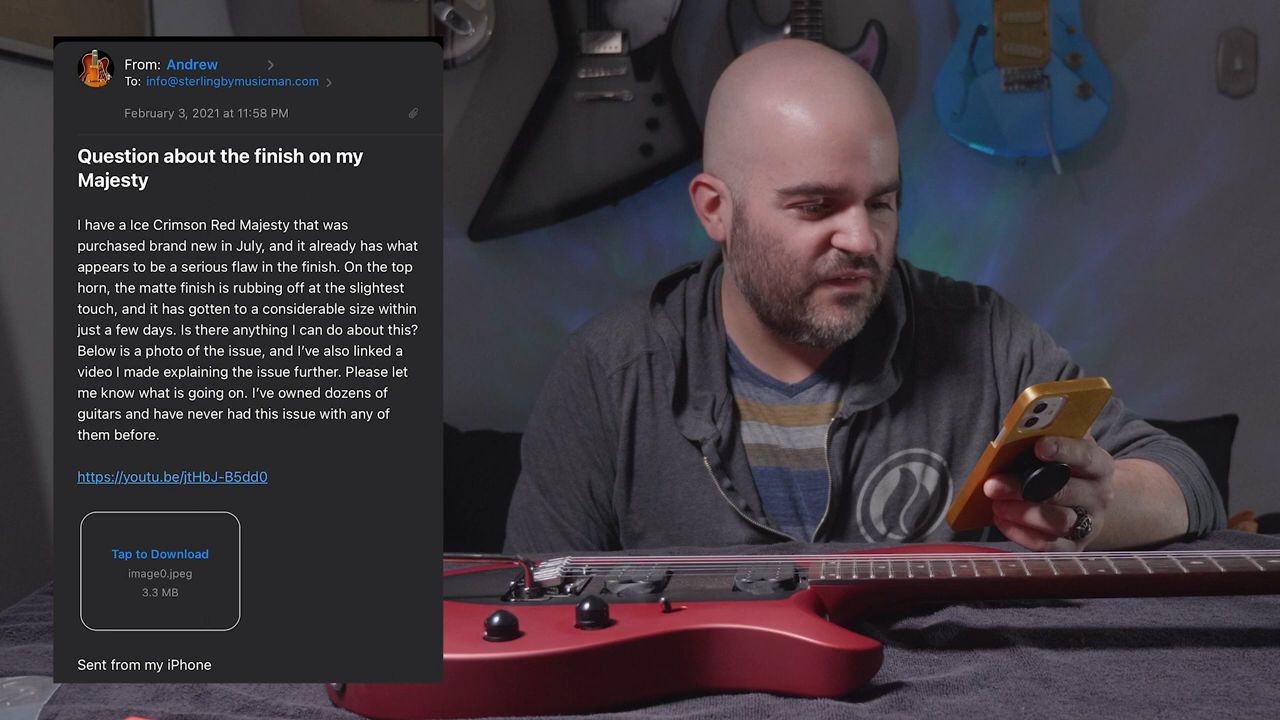 From: Andrew
To: info@sterlingbymusicman.com
February 3, 2021 at 11:58 PM
Question about the finish on my
Majesty
I have a Ice Crimson Red Majesty that was
purchased brand new in July, and it already has what
appears to be a serious flaw in the finish. On the top
horn, the matte finish is rubbing off at the slightest
touch, and it has gotten to a considerable size within
just a few days. Is there anything I can do about this?
Below is a photo of the issue, and I’ve also linked a
video I made explaining the issue further. Please let
me know what is going on. I’ve owned dozens of
guitars and have never had this issue with any of
them before.
https://youtu.be/jtHbJ-B5dd0
Tap to Download
image0.jpeg
3.3 MB
Sent from my iPhone